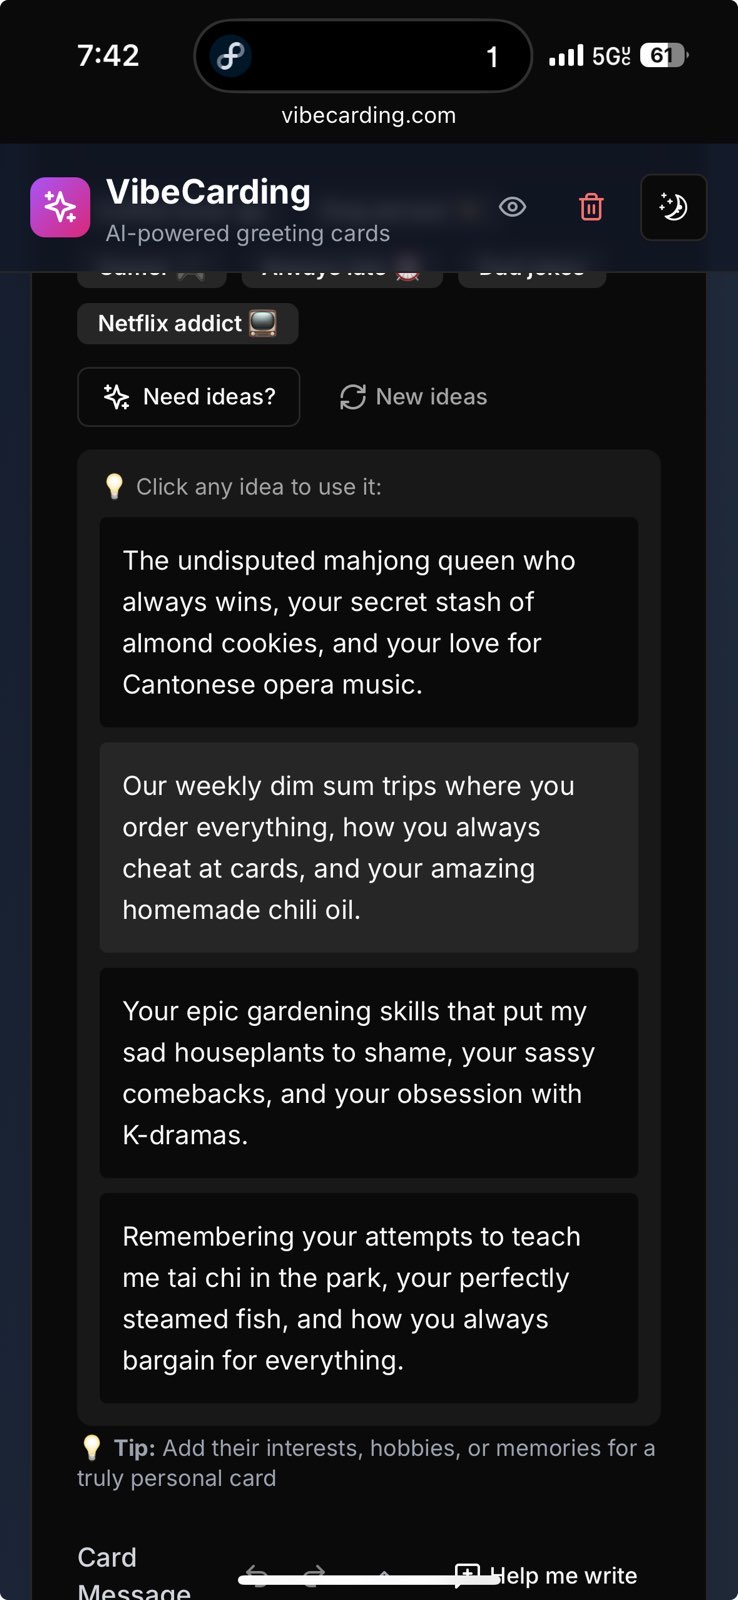 7:42
1
5G
61
vibecarding.com
VibeCarding
AI-powered greeting cards
Always late
Dad jokes
Netflix addict
Need ideas?
New ideas
Click any idea to use it:
The undisputed mahjong queen who
always wins, your secret stash of
almond cookies, and your love for
Cantonese opera music.
Our weekly dim sum trips where you
order everything, how you always
cheat at cards, and your amazing
homemade chili oil.
Your epic gardening skills that put my
sad houseplants to shame, your sassy
comebacks, and your obsession with
K-dramas.
Remembering your attempts to teach
me tai chi in the park, your perfectly
steamed fish, and how you always
bargain for everything.
Tip: Add their interests, hobbies, or memories for a
truly personal card
Card
Message
Help me write